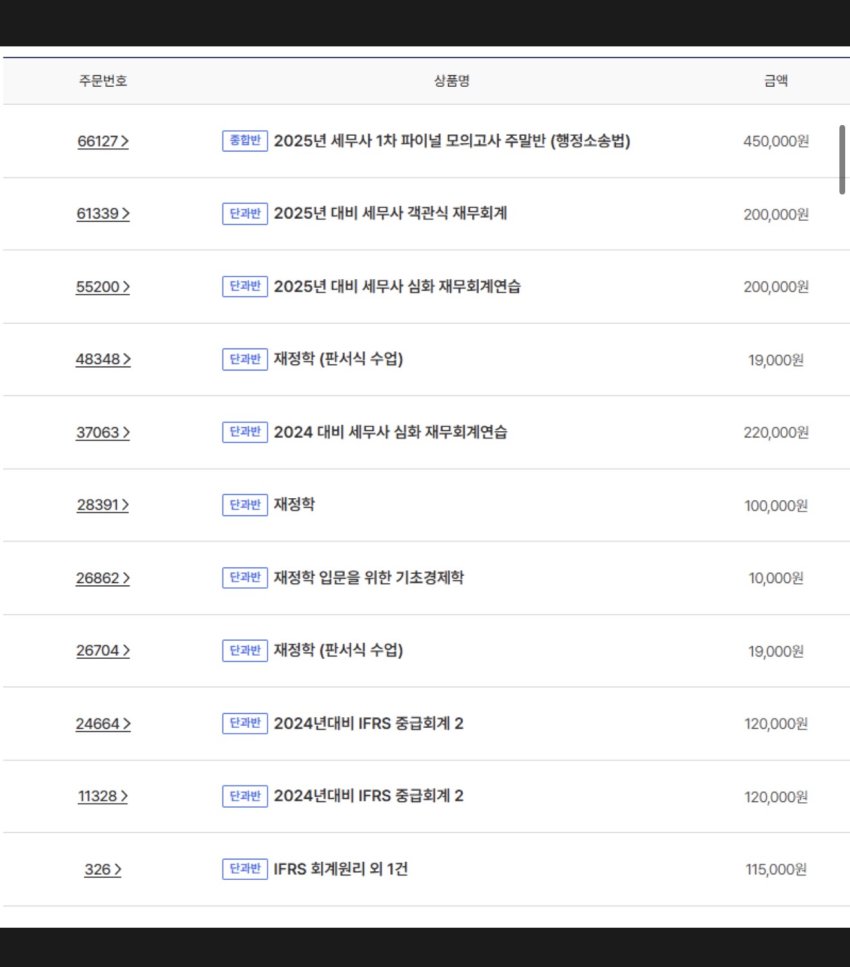 주문번호 상품명 금액
66127 > 종합반 2025년 세무사 1차 파이널 모의고사 주말반 (행정소송법) 450,000원
61339 > 단과반 2025년 대비 세무사 객관식 재무회계 200,000원
55200 > 단과반 2025년 대비 세무사 심화 재무회계연습 200,000원
48348 > 단과반 재정학 (판서식 수업) 19,000원
37063 > 단과반 2024 대비 세무사 심화 재무회계연습 220,000원
28391 > 단과반 재정학 100,000원
26862 > 단과반 재정학 입문을 위한 기초경제학 10,000원
26704 > 단과반 재정학 (판서식 수업) 19,000원
24664 > 단과반 2024년대비 IFRS 중급회계 2 120,000원
11328 > 단과반 2024년대비 IFRS 중급회계 2 120,000원
326 > 단과반 IFRS 회계원리 외 1건 115,000원